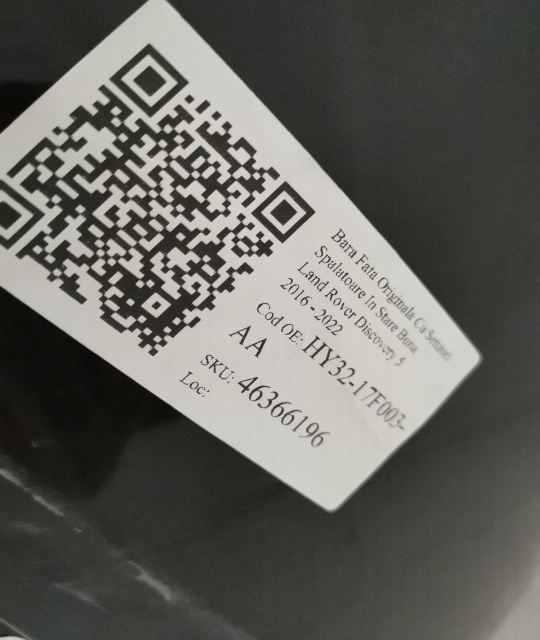 Bara Fata Originala Cu Senzori
Spalatoare In Stare Buna
Land Rover Discovery 5
2016 - 2022
Cod OE: HY32-17F003-
AA
SKU: 46366196
Loc: